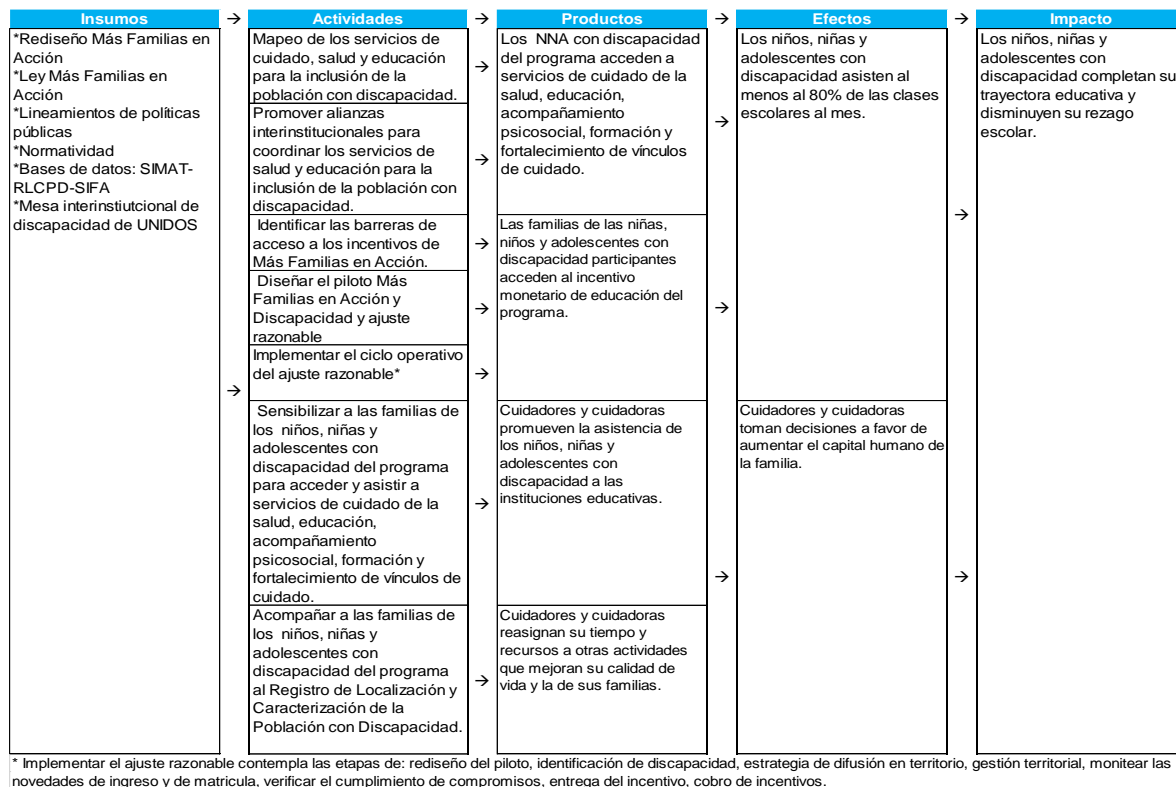 Insumos → Actividades → Productos → Efectos → Impacto
*Rediseño Más Familias en
Acción
*Ley Más Familias en
Acción
*Lineamientos de políticas
públicas
*Normatividad
*Bases de datos: SIMAT-
RLCPD-SIFA
*Mesa interinstiutcional de
discapacidad de UNIDOS
→
Mapeo de los servicios de
cuidado, salud y educación
para la inclusión de la
población con discapacidad.
→
Promover alianzas
interinstitucionales para
coordinar los servicios de
salud y educación para la
inclusión de la población con
discapacidad.
→
Identificar las barreras de
acceso a los incentivos de
Más Familias en Acción.
→
Diseñar el piloto Más
Familias en Acción y
Discapacidad y ajuste
razonable
→
Implementar el ciclo operativo
del ajuste razonable*
→
Sensibilizar a las familias de
los niños, niñas y
adolescentes con
discapacidad del programa
para acceder y asistir a
servicios de cuidado de la
salud, educación,
acompañamiento
psicosocial, formación y
fortalecimiento de vínculos de
cuidado.
→
Acompañar a las familias de
los niños, niñas y
adolescentes con
discapacidad del programa
al Registro de Localización y
Caracterización de la
Población con Discapacidad.
→
Los NNA con discapacidad
del programa acceden a
servicios de cuidado de la
salud, educación,
acompañamiento
psicosocial, formación y
fortalecimiento de vínculos
de cuidado.
→
Las familias de las niñas,
niños y adolescentes con
discapacidad participantes
acceden al incentivo
monetario de educación del
programa.
→
Cuidadores y cuidadoras
promueven la asistencia de
los niños, niñas y
adolescentes con
discapacidad a las
instituciones educativas.
→
Cuidadores y cuidadoras
reasignan su tiempo y
recursos a otras actividades
que mejoran su calidad de
vida y la de sus familias.
Los niños, niñas y
adolescentes con
discapacidad asisten al
menos al 80% de las clases
escolares al mes.
→
Cuidadores y cuidadoras
toman decisiones a favor de
aumentar el capital humano de
la familia.
→
Los niños, niñas y
adolescentes con
discapacidad completan su
trayectora educativa y
disminuyen su rezago
escolar.
* Implementar el ajuste razonable contempla las etapas de: rediseño del piloto, identificación de discapacidad, estrategia de difusión en territorio, gestión territorial, monitear las
novedades de ingreso y de matricula, verificar el cumplimiento de compromisos, entrega del incentivo, cobro de incentivos.